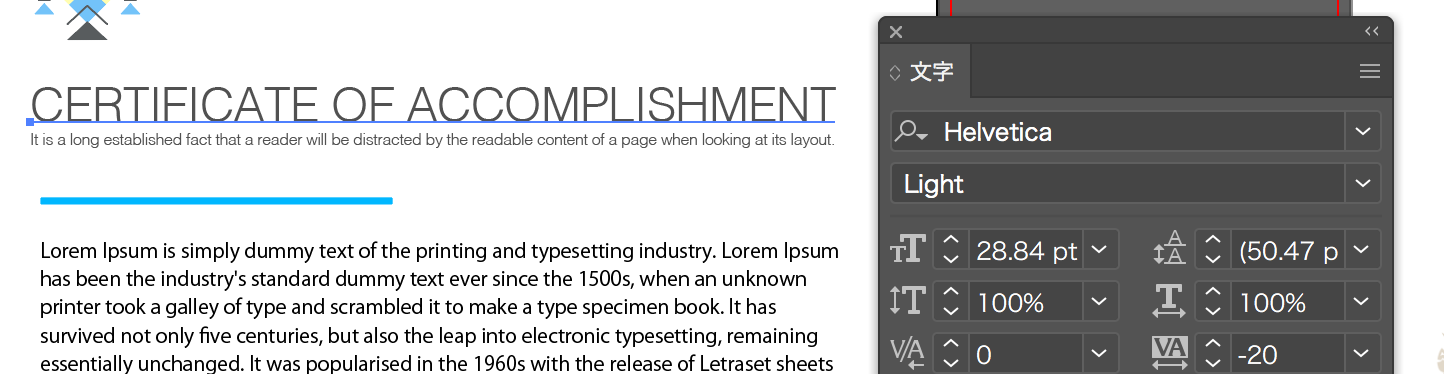 CERTIFICATE OF ACCOMPLISHMENT
It is a long established fact that a reader will be distracted by the readable content of a page when looking at its layout.
Lorem Ipsum is simply dummy text of the printing and typesetting industry. Lorem Ipsum
has been the industry's standard dummy text ever since the 1500s, when an unknown
printer took a galley of type and scrambled it to make a type specimen book. It has
survived not only five centuries, but also the leap into electronic typesetting, remaining
essentially unchanged. It was popularised in the 1960s with the release of Letraset sheets
文字
Helvetica
Light
28.84 pt (50.47 p
100% 100%
0 -20